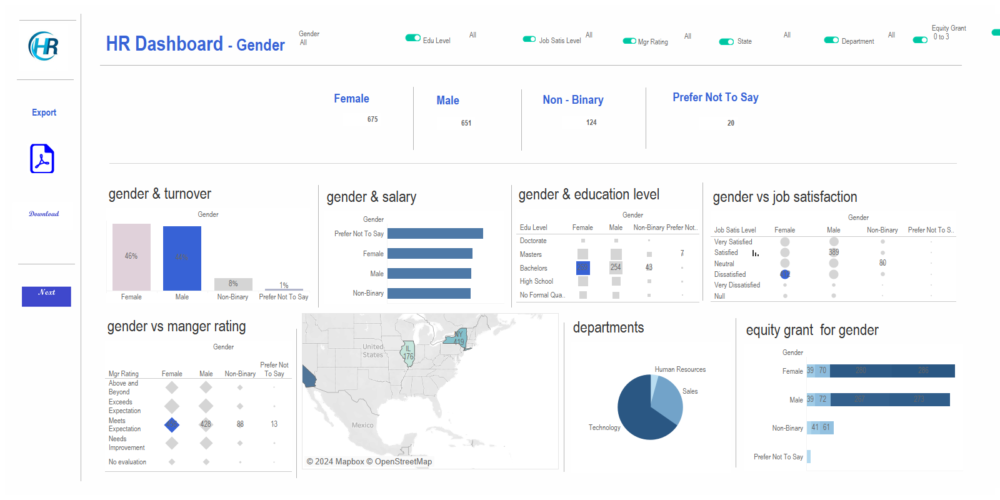 HR
HR Dashboard - Gender
Gender
All
Edu Level
All
Job Satis Level
All
Mgr Rating
All
State
All
Department
All
Equity Grant
0 to 3
Export
Download
Next
Female
675
Male
651
Non - Binary
124
Prefer Not To Say
20
gender & turnover
Gender
46%
8%
1%
Female
Male
Non-Binary
Prefer Not To Say
gender & salary
Gender
Prefer Not To Say
Female
Male
Non-Binary
gender & education level
Gender
Edu Level Female Male Non-Binary Prefer Not..
Doctorate
Masters 7
Bachelors 254 43
High School
No Formal Qua..
gender vs job satisfaction
Gender
Job Satis Level Female Male Non-Binary Prefer Not To S..
Very Satisfied
Satisfied 389
Neutral 80
Dissatisfied
Very Dissatisfied
Null
gender vs manger rating
Gender
Mgr Rating Female Male Non-Binary Prefer Not
To Say
Above and
Beyond
Exceeds
Expectation
Meets
Expectation 428 88 13
Needs
Improvement
No evaluation
United
States
Mexico
IL
176
NY
419
© 2024 Mapbox © OpenStreetMap
departments
Human Resources
Sales
Technology
equity grant for gender
Gender
Female 39 70 280 286
Male 39 72 267 273
Non-Binary 41 61
Prefer Not To Say